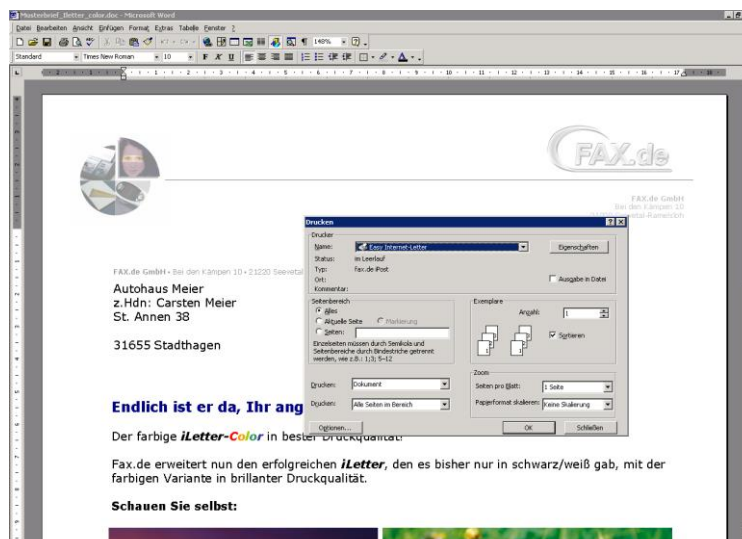 Musterbrief_Iletter_color.doc - Microsoft Word
Datei Bearbeiten Ansicht Einfügen Format Extras Tabelle Fenster ?
148%
Standard Times New Roman 10 F K U
FAX.de
FAX.de GmbH
Bei den Kämpen 10
FAX.de GmbH • Bei den Kämpen 10 • 21220 Seevetal
Autohaus Meier
z.Hdn: Carsten Meier
St. Annen 38
31655 Stadthagen
Drucken
Drucker
Name: Easy Internet-Letter Eigenschaften
Status: im Leerlauf
Typ: Fax.de iPost
Ort: Ausgabe in Datei
Kommentar:
Seitenbereich Exemplare
Alles Anzahl: 1
Aktuelle Seite Markierung
Seiten: Sortieren
Einzelseiten müssen durch Semikola und
Seitenbereiche durch Bindestriche getrennt
werden, wie z.B.: 1;3; 5-12
Zoom
Drucken: Dokument Seiten pro Blatt: 1 Seite
Drucken: Alle Seiten im Bereich Papierformat skalieren: Keine Skalierung
Optionen... OK Schließen
Endlich ist er da, Ihr ang
Der farbige iLetter-Color in bester Druckqualität!
Fax.de erweitert nun den erfolgreichen iLetter, den es bisher nur in schwarz/weiß gab, mit der
farbigen Variante in brillanter Druckqualität.
Schauen Sie selbst: